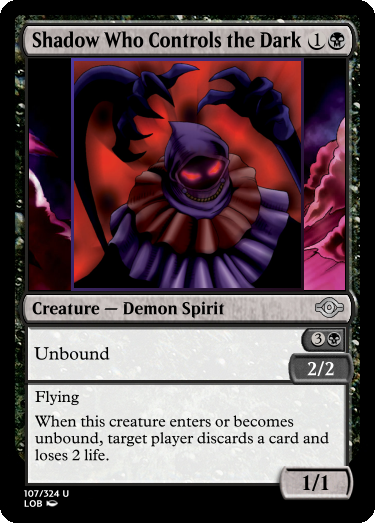 Shadow Who Controls the Dark 1
Creature — Demon Spirit
3
Unbound
2/2
Flying
When this creature enters or becomes
unbound, target player discards a card and
loses 2 life.
1/1
107/324 U
LOB